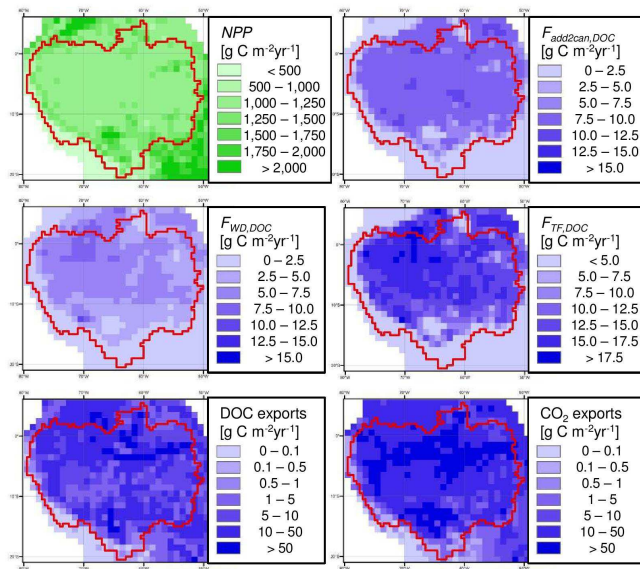 NPP
[g C m⁻²yr⁻¹]
< 500
500 – 1,000
1,000 – 1,250
1,250 – 1,500
1,500 – 1,750
1,750 – 2,000
> 2,000
F_add2can,DOC
[g C m⁻²yr⁻¹]
0 – 2.5
2.5 – 5.0
5.0 – 7.5
7.5 – 10.0
10.0 – 12.5
12.5 – 15.0
> 15.0
F_WD,DOC
[g C m⁻²yr⁻¹]
0 – 2.5
2.5 – 5.0
5.0 – 7.5
7.5 – 10.0
10.0 – 12.5
12.5 – 15.0
> 15.0
F_TF,DOC
[g C m⁻²yr⁻¹]
< 5.0
5.0 – 7.5
7.5 – 10.0
10.0 – 12.5
12.5 – 15.0
15.0 – 17.5
> 17.5
DOC exports
[g C m⁻²yr⁻¹]
0 – 0.1
0.1 – 0.5
0.5 – 1
1 – 5
5 – 10
10 – 50
> 50
CO₂ exports
[g C m⁻²yr⁻¹]
0 – 0.1
0.1 – 0.5
0.5 – 1
1 – 5
5 – 10
10 – 50
> 50